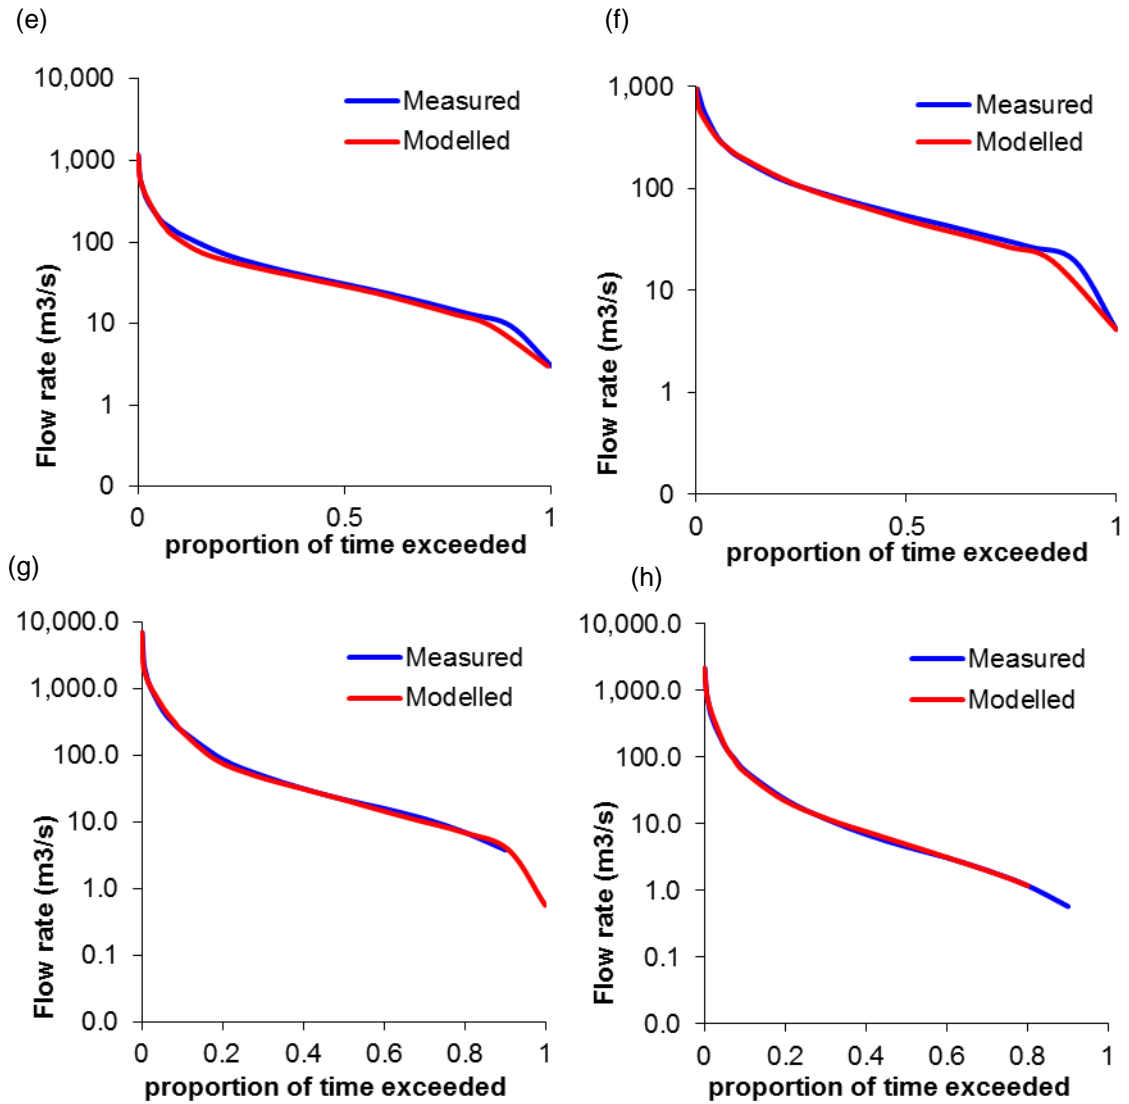 (e)
10,000
1,000
100
10
1
0
Flow rate (m3/s)
Measured
Modelled
0
0.5
1
proportion of time exceeded
(f)
1,000
100
10
1
0
Flow rate (m3/s)
Measured
Modelled
0
0.5
1
proportion of time exceeded
(g)
10,000.0
1,000.0
100.0
10.0
1.0
0.1
0.0
Flow rate (m3/s)
Measured
Modelled
0 0.2 0.4 0.6 0.8 1
proportion of time exceeded
(h)
10,000.0
1,000.0
100.0
10.0
1.0
0.1
0.0
Flow rate (m3/s)
Measured
Modelled
0 0.2 0.4 0.6 0.8 1
proportion of time exceeded